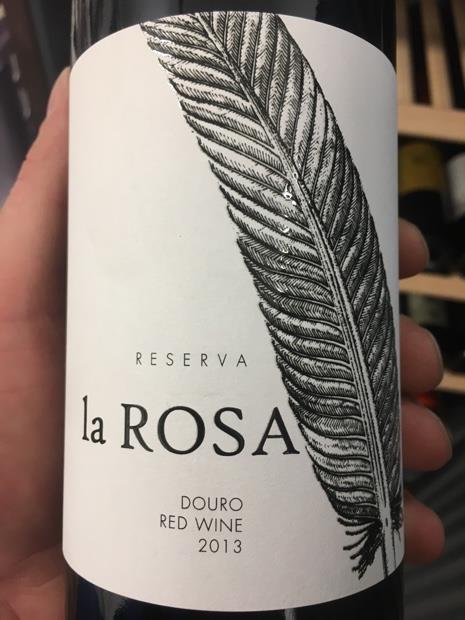 RESERVA
la ROSA
DOURO
RED WINE
2013